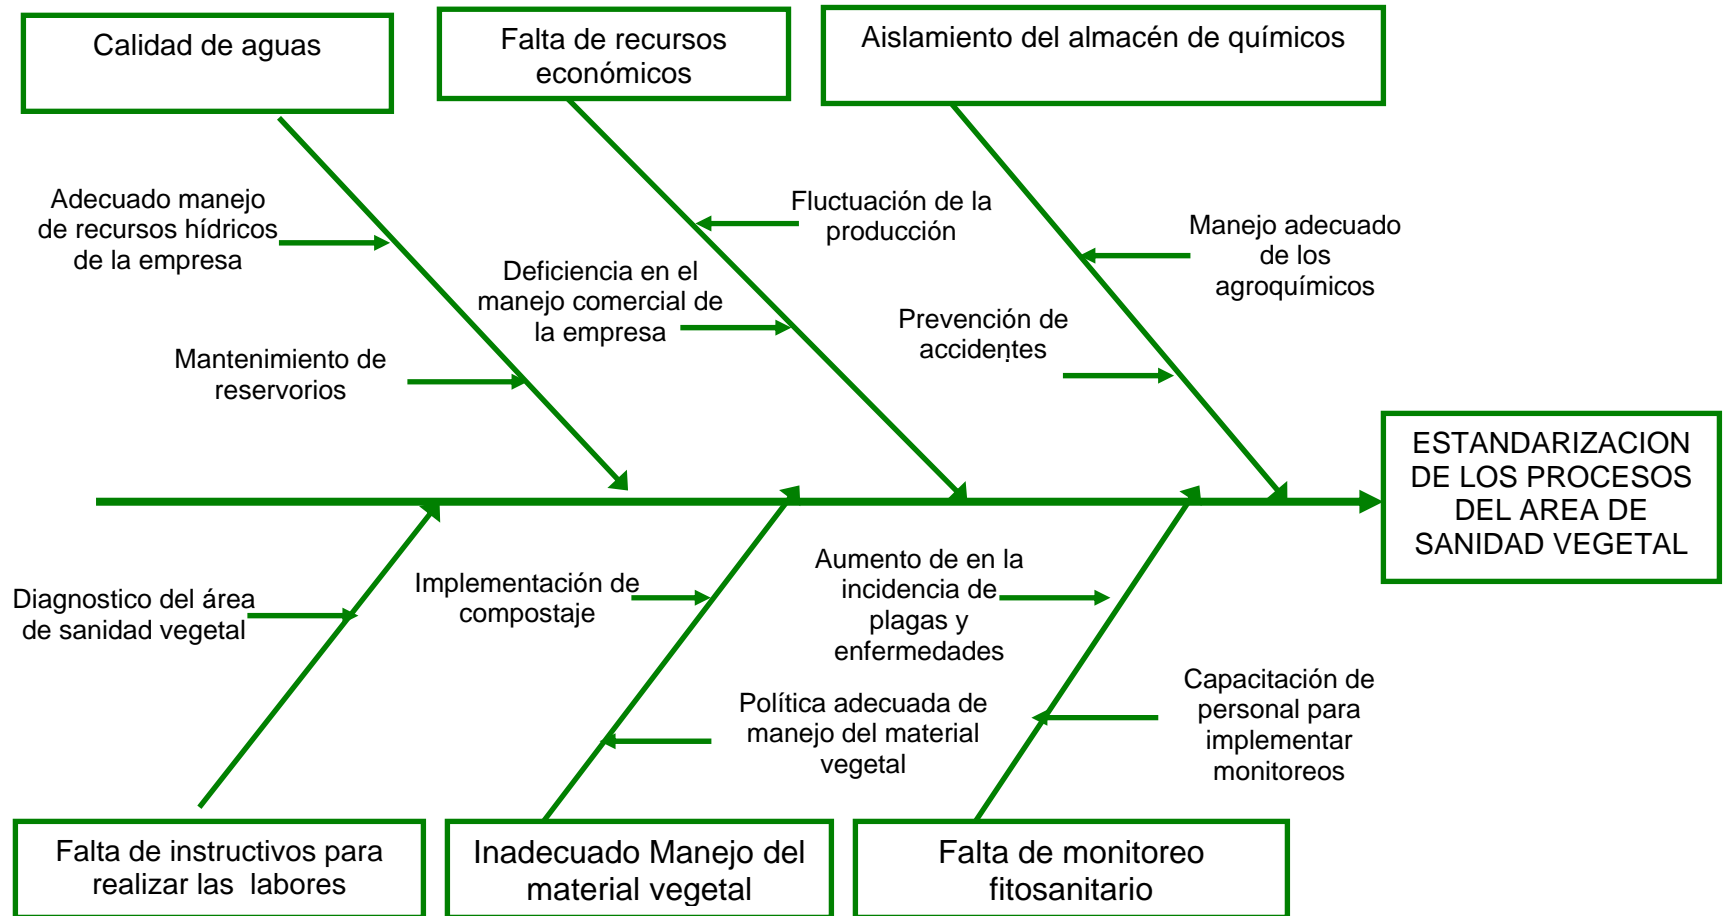 Calidad de aguas
Falta de recursos
económicos
Aislamiento del almacén de químicos
Adecuado manejo
de recursos hídricos
de la empresa
Mantenimiento de
reservorios
Fluctuación de la
producción
Deficiencia en el
manejo comercial de
la empresa
Manejo adecuado
de los
agroquímicos
Prevención de
accidentes
ESTANDARIZACION
DE LOS PROCESOS
DEL AREA DE
SANIDAD VEGETAL
Diagnostico del área
de sanidad vegetal
Implementación de
compostaje
Política adecuada de
manejo del material
vegetal
Aumento de en la
incidencia de
plagas y
enfermedades
Capacitación de
personal para
implementar
monitoreos
Falta de instructivos para
realizar las labores
Inadecuado Manejo del
material vegetal
Falta de monitoreo
fitosanitario